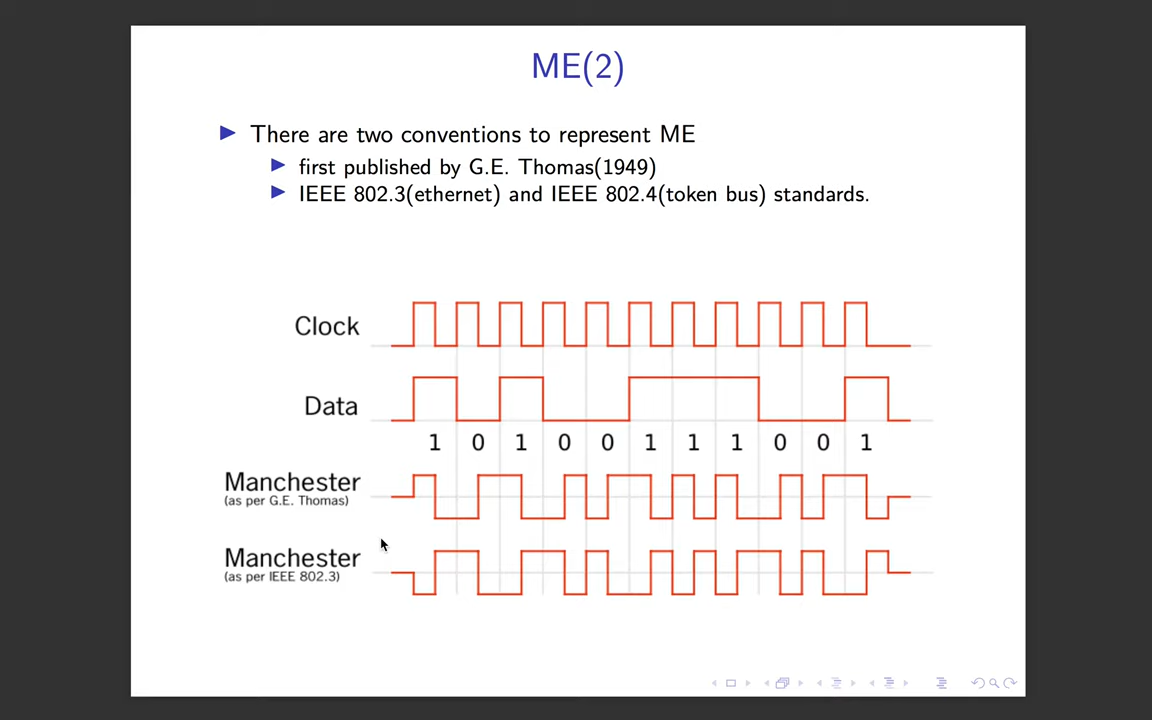 ME(2)
There are two conventions to represent ME
first published by G.E. Thomas(1949)
IEEE 802.3(ethernet) and IEEE 802.4(token bus) standards.
Clock
Data
1 0 1 0 0 1 1 1 0 0 1
Manchester
(as per G.E. Thomas)
Manchester
(as per IEEE 802.3)